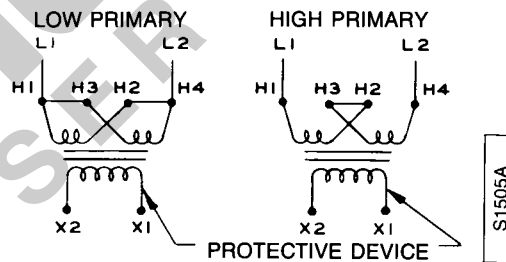 LOW PRIMARY HIGH PRIMARY
L1 L2 L1 L2
H1 H3 H2 H4 H1 H3 H2 H4
X2 X1 X2 X1
PROTECTIVE DEVICE
S1505A
SER